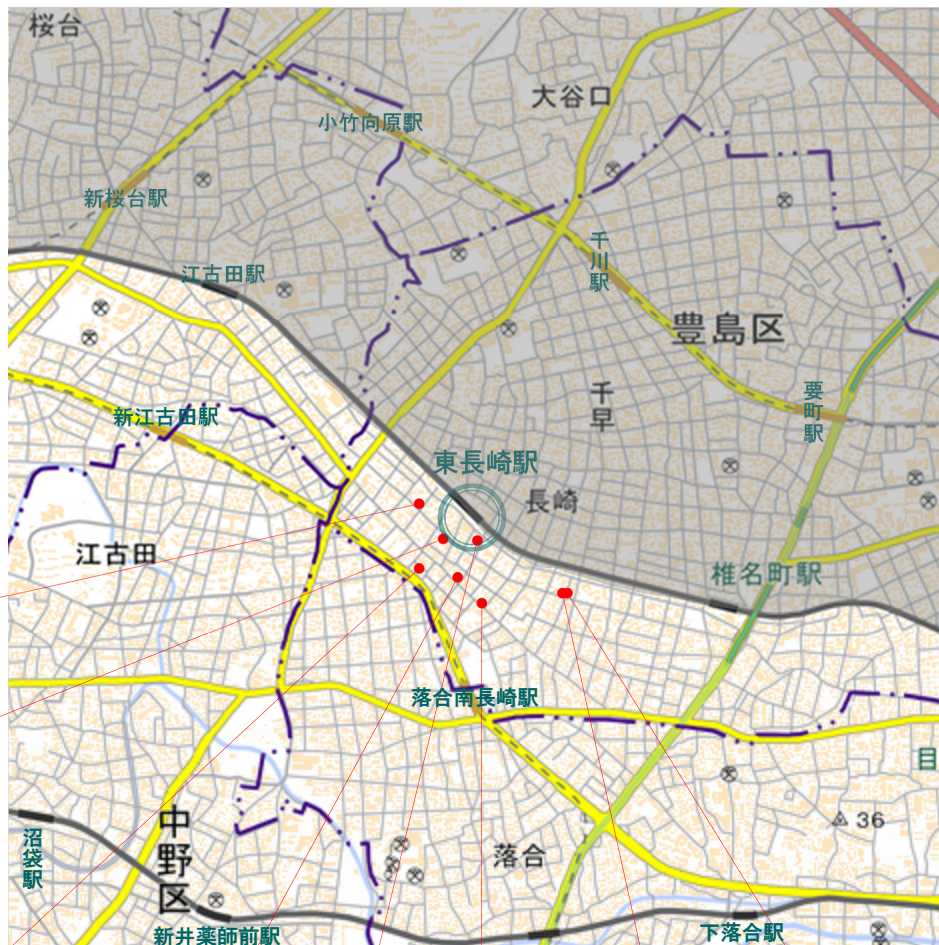 桜台
大谷口
小竹向原駅
新桜台駅
千川駅
江古田駅
豊島区
千早
要町駅
新江古田駅
東長崎駅
長崎
江古田
椎名町駅
落合南長崎駅
目
36
中野区
沼袋駅
落合
新井薬師前駅
下落合駅